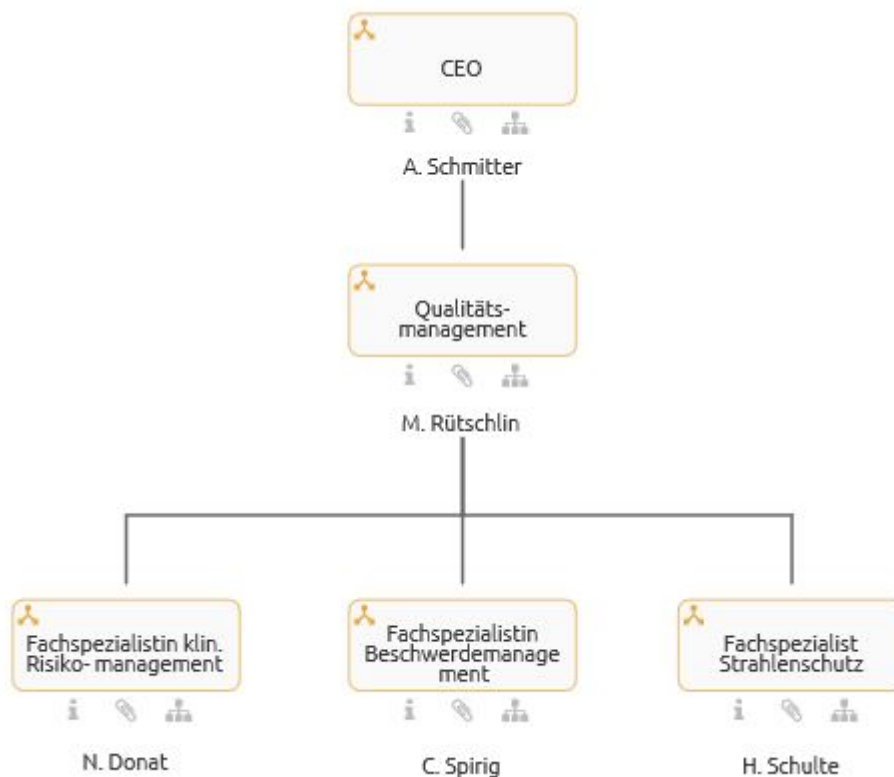 CEO
A. Schmitter
Qualitäts-
management
M. Rütschlin
Fachspezialistin klin.
Risiko- management
N. Donat
Fachspezialistin
Beschwerdemanage
ment
C. Spirig
Fachspezialist
Strahlenschutz
H. Schulte